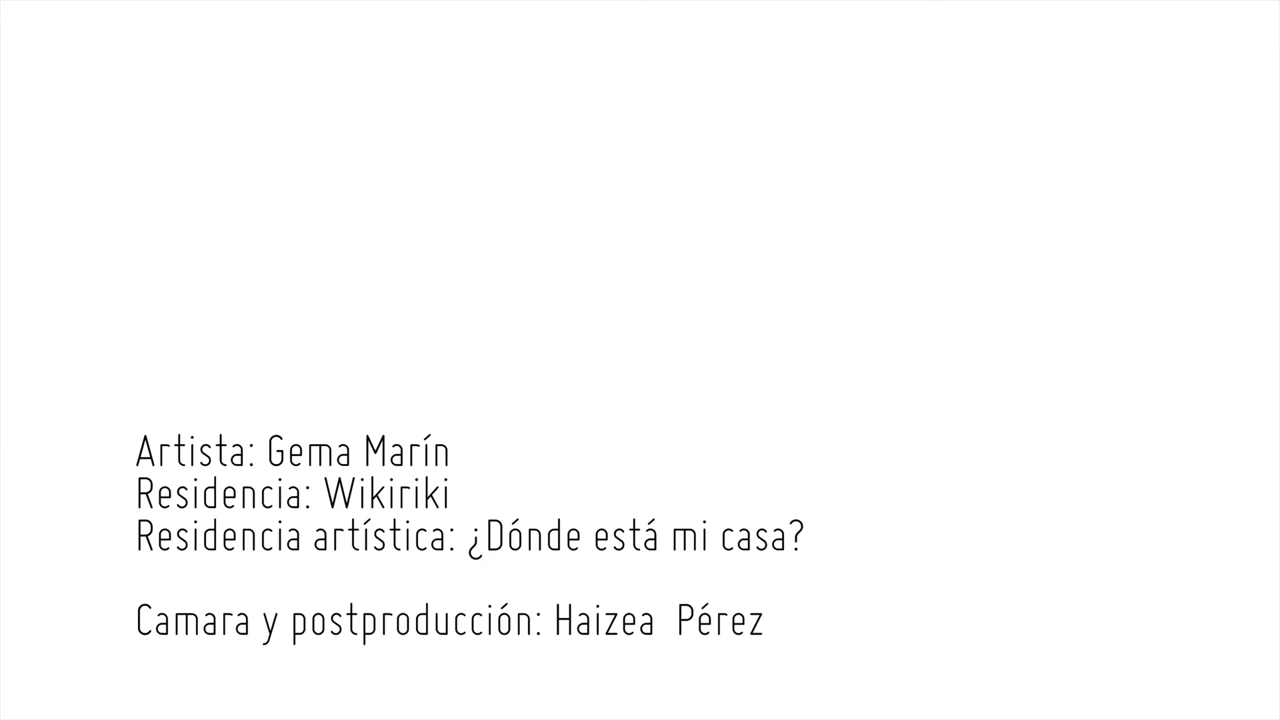 Artista: Gema Marín
Residencia: Wikiriki
Residencia artística: ¿Dónde está mi casa?
Camara y postproducción: Haizea  Pérez